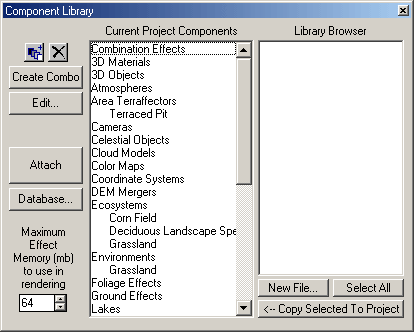 Component Library
Current Project Components
Library Browser
Create Combo
Edit...
Attach
Database...
Maximum
Effect
Memory (mb)
to use in
rendering
64
Combination Effects
3D Materials
3D Objects
Atmospheres
Area Terraffectors
Terraced Pit
Cameras
Celestial Objects
Cloud Models
Color Maps
Coordinate Systems
DEM Mergers
Ecosystems
Corn Field
Deciduous Landscape Spe
Grassland
Environments
Grassland
Foliage Effects
Ground Effects
Lakes
New File...
Select All
<-- Copy Selected To Project